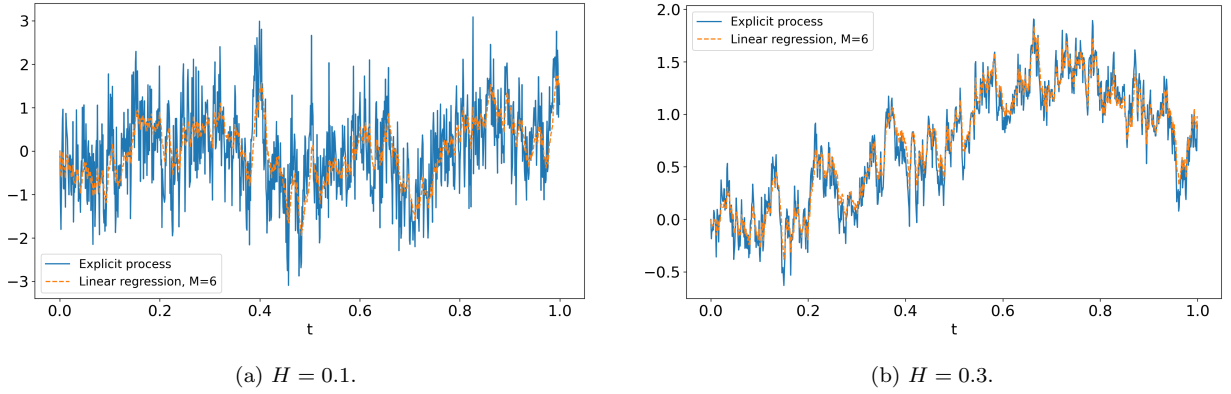 3
2
1
0
−1
−2
−3
Explicit process
Linear regression, M=6
0.0 0.2 0.4 0.6 0.8 1.0
t
(a) H = 0.1.
2.0
1.5
1.0
0.5
0.0
−0.5
Explicit process
Linear regression, M=6
0.0 0.2 0.4 0.6 0.8 1.0
t
(b) H = 0.3.